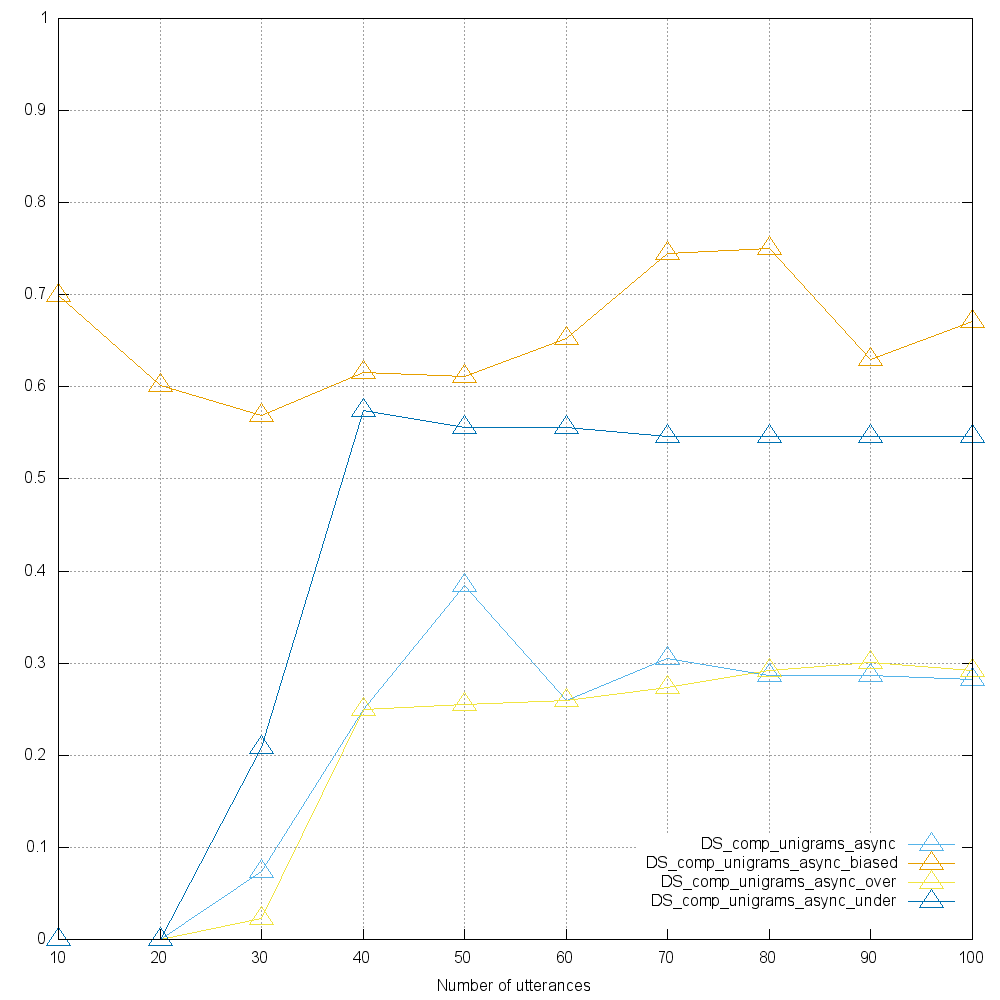 1
0.9
0.8
0.7
0.6
0.5
0.4
0.3
0.2
0.1
0
DS_comp_unigrams_async
DS_comp_unigrams_async_biased
DS_comp_unigrams_async_over
DS_comp_unigrams_async_under
10 20 30 40 50 60 70 80 90 100
Number of utterances